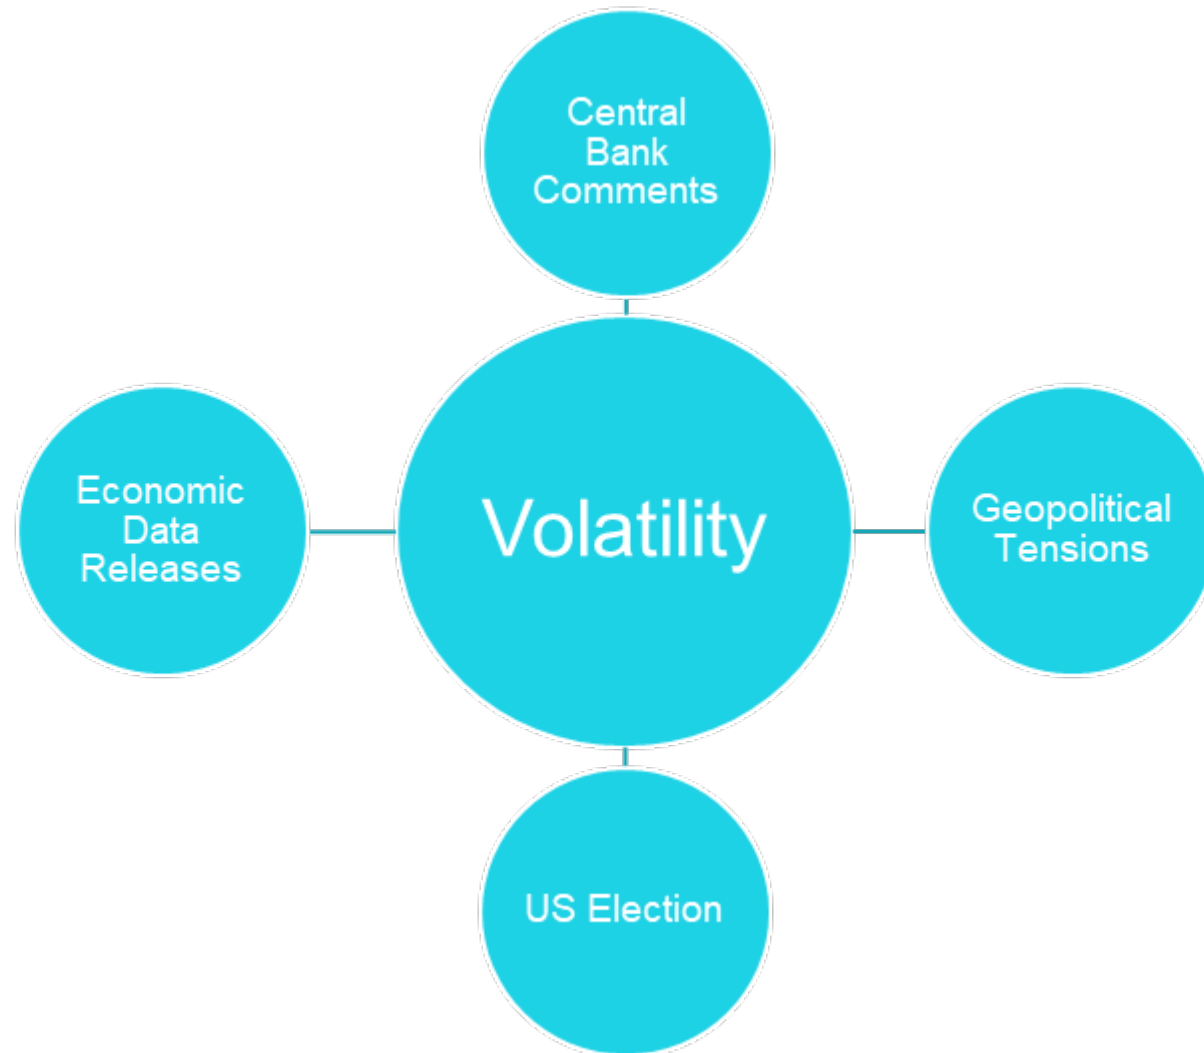 Central
Bank
Comments
Economic
Data
Releases
Volatility
Geopolitical
Tensions
US Election